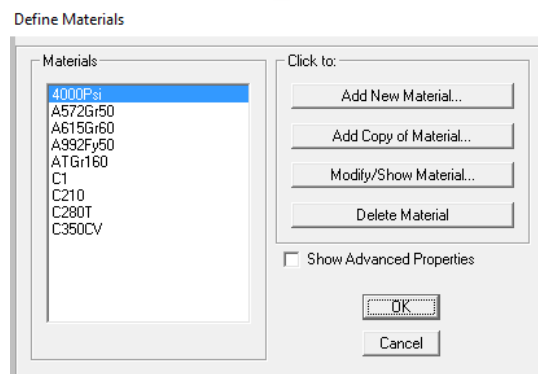 Define Materials
Materials
4000Psi
A572Gr50
A615Gr60
A992Fy50
ATGr160
C1
C210
C280T
C350CV
Click to:
Add New Material...
Add Copy of Material...
Modify/Show Material...
Delete Material
Show Advanced Properties
OK
Cancel